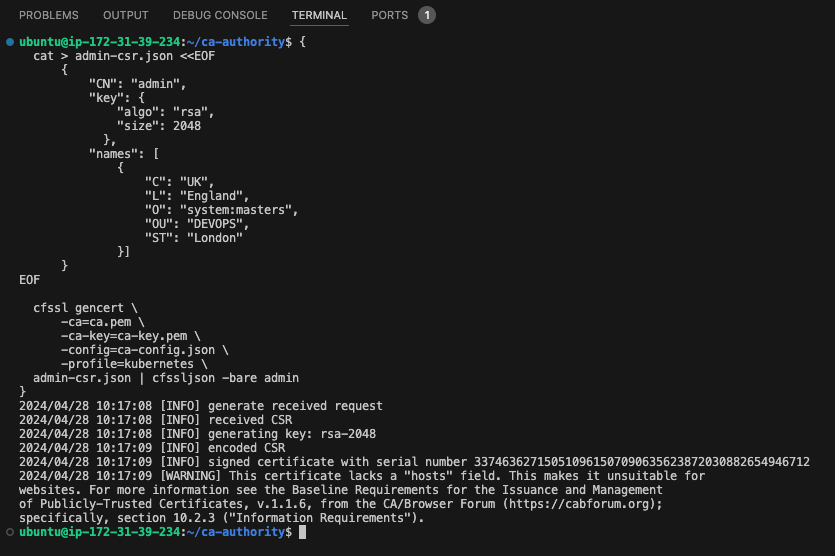 PROBLEMS OUTPUT DEBUG CONSOLE TERMINAL PORTS 1
ubuntu@ip-172-31-39-234:~/ca-authority$ {
  cat > admin-csr.json <<EOF
      {
          "CN": "admin",
          "key": {
              "algo": "rsa",
              "size": 2048
            },
          "names": [
              {
                  "C": "UK",
                  "L": "England",
                  "O": "system:masters",
                  "OU": "DEVOPS",
                  "ST": "London"
              }]
      }
EOF

  cfssl gencert \
      -ca=ca.pem \
      -ca-key=ca-key.pem \
      -config=ca-config.json \
      -profile=kubernetes \
  admin-csr.json | cfssljson -bare admin
}
2024/04/28 10:17:08 [INFO] generate received request
2024/04/28 10:17:08 [INFO] received CSR
2024/04/28 10:17:08 [INFO] generating key: rsa-2048
2024/04/28 10:17:09 [INFO] encoded CSR
2024/04/28 10:17:09 [INFO] signed certificate with serial number 337463627150510961507090635623872030882654946712
2024/04/28 10:17:09 [WARNING] This certificate lacks a "hosts" field. This makes it unsuitable for
websites. For more information see the Baseline Requirements for the Issuance and Management
of Publicly-Trusted Certificates, v.1.1.6, from the CA/Browser Forum (https://cabforum.org);
specifically, section 10.2.3 ("Information Requirements").
ubuntu@ip-172-31-39-234:~/ca-authority$